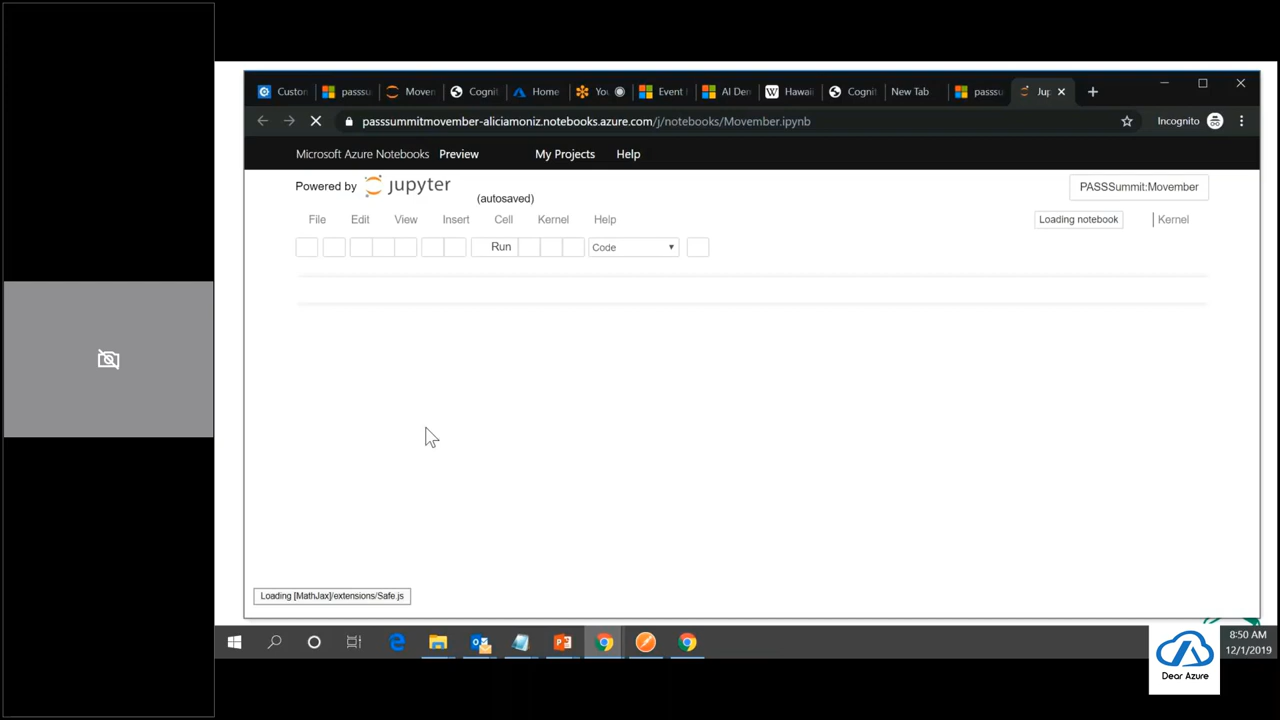 Custon
passsu
Moven
Cognit
Home
You
Event
AI Den
Hawaii
Cognit
New Tab
passsu
Jup
passsummitmovember-aliciamoniz.notebooks.azure.com/j/notebooks/Movember.ipynb
Incognito
Microsoft Azure Notebooks Preview My Projects Help
Powered by jupyter
(autosaved)
PASSSummit:Movember
File Edit View Insert Cell Kernel Help
Loading notebook
Kernel
Run
Code
Loading [MathJax]/extensions/Safe.js
8:50 AM
12/1/2019
Dear Azure